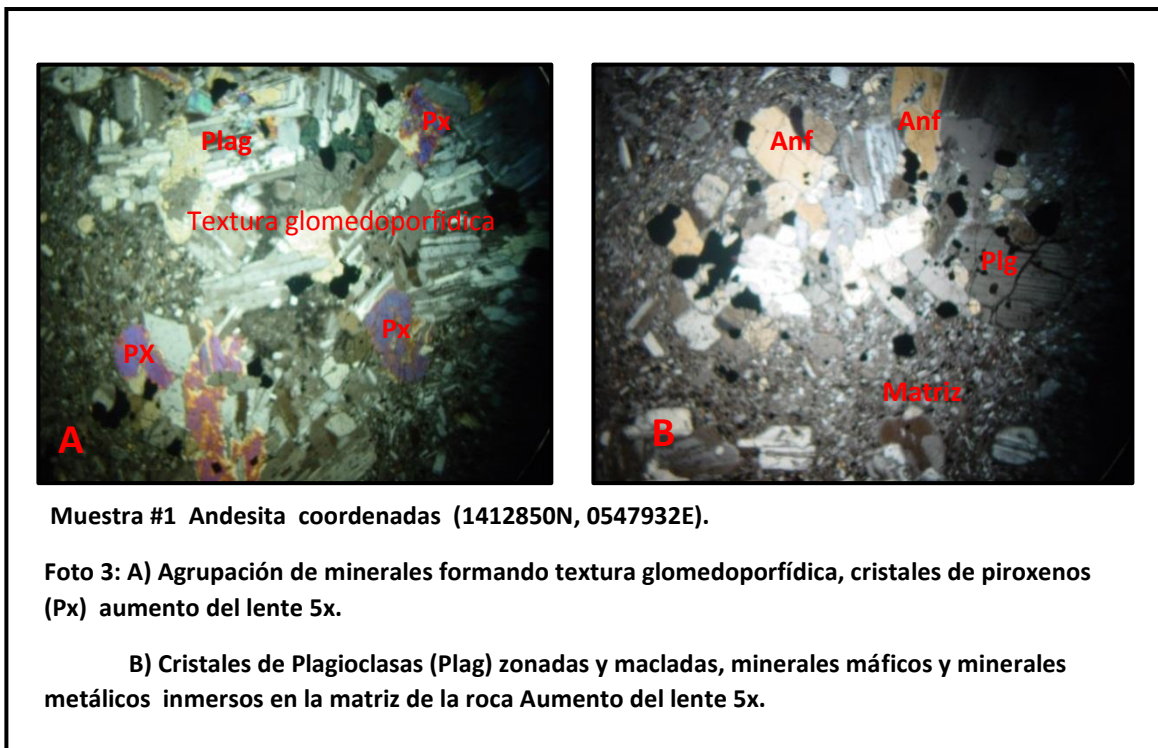 Plag
Px
Textura glomedoporfidica
Px
PX
A
Anf
Anf
Plg
Matriz
B
Muestra #1 Andesita coordenadas (1412850N, 0547932E).
Foto 3: A) Agrupación de minerales formando textura glomedoporfídica, cristales de piroxenos
(Px) aumento del lente 5x.
B) Cristales de Plagioclasas (Plag) zonadas y macladas, minerales máficos y minerales
metálicos inmersos en la matriz de la roca Aumento del lente 5x.